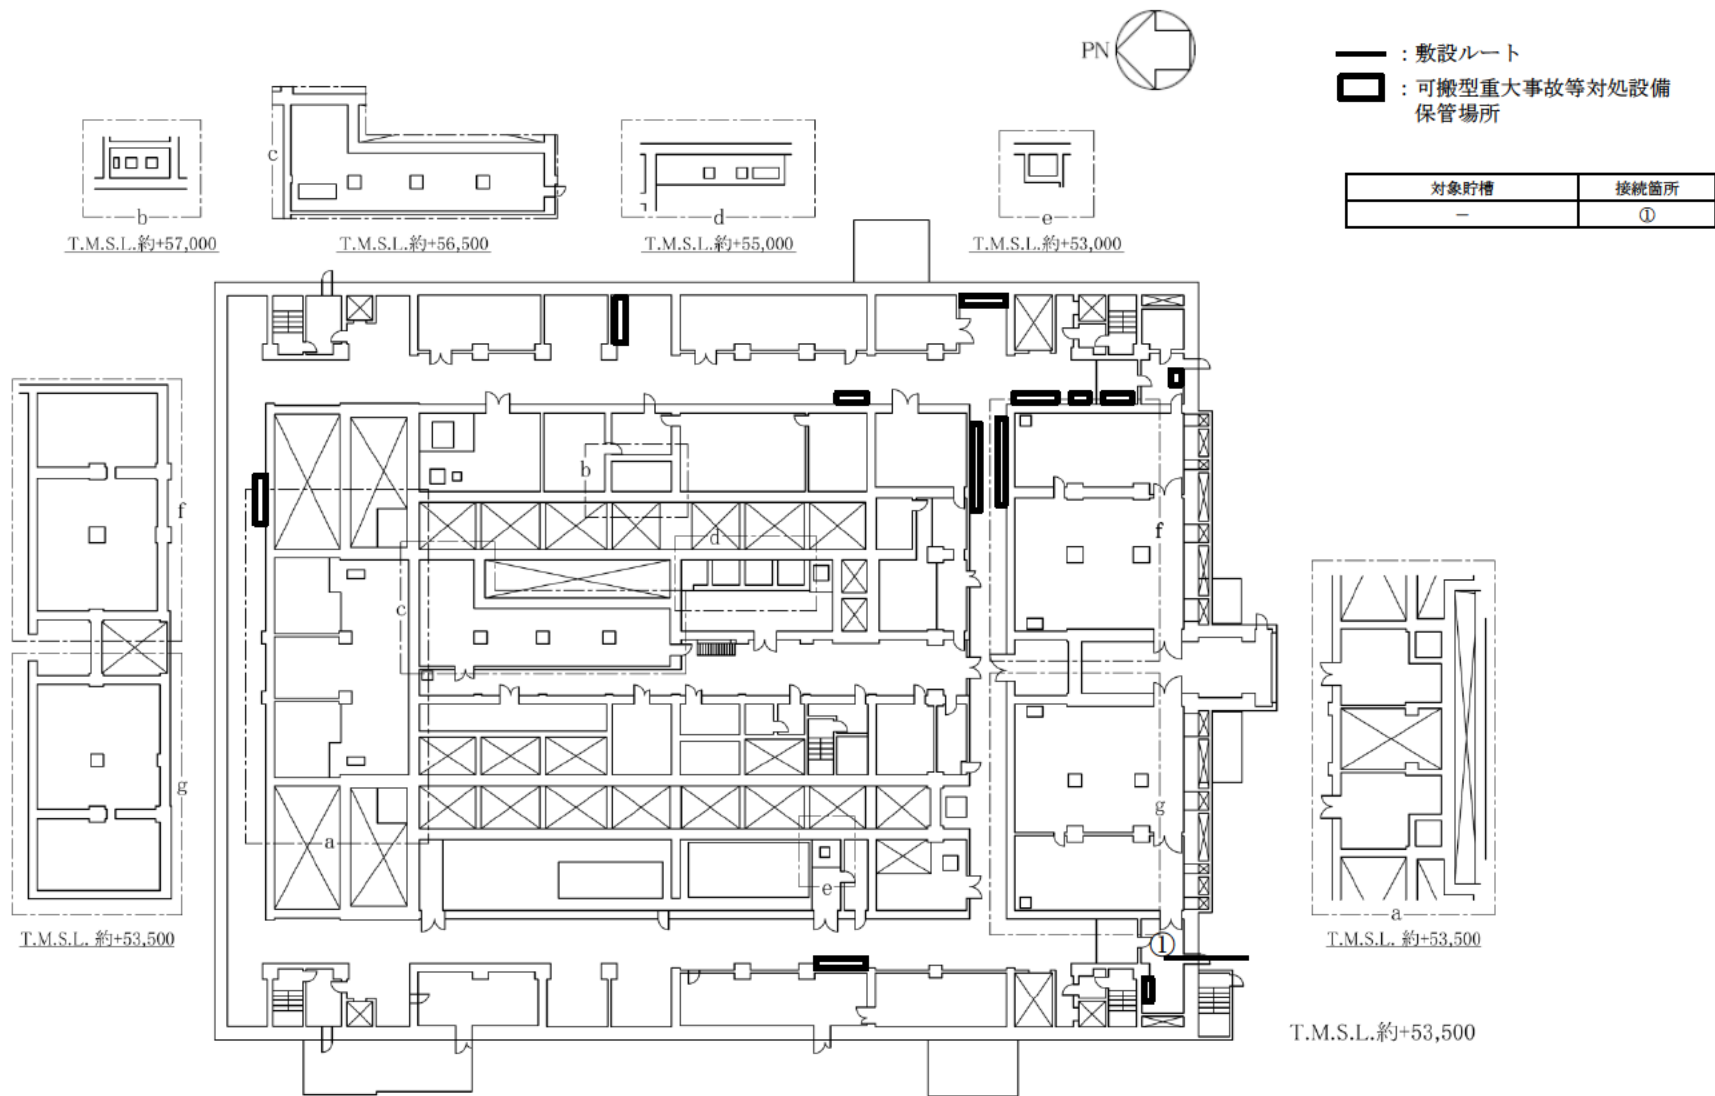 PN
：敷設ルート
：可搬型重大事故等対処設備
保管場所
対象貯槽 接続箇所
－ ①
c
b
T.M.S.L.約+57,000
T.M.S.L.約+56,500
d
T.M.S.L.約+55,000
e
T.M.S.L.約+53,000
f
g
T.M.S.L. 約+53,500
b
d
c
f
a
e
g
①
a
T.M.S.L. 約+53,500
T.M.S.L.約+53,500